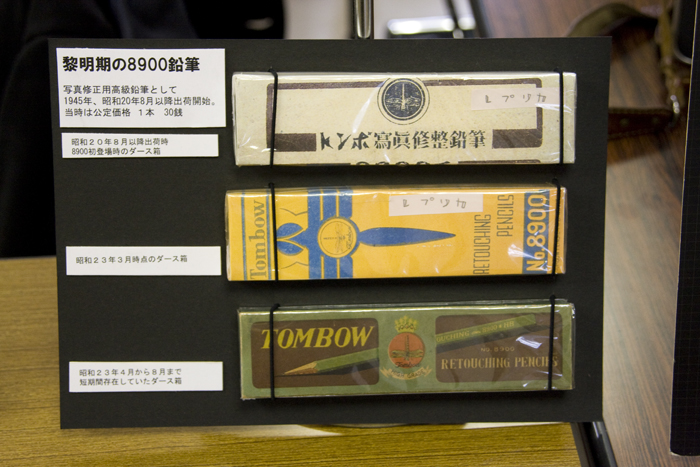 黎明期の8900鉛筆
写真修正用高級鉛筆として
1945年、昭和20年8月以降出荷開始。
当時は公定価格 1本 30銭
昭和20年8月以降出荷時
8900初登場時のダース箱
レプリカ
ンボ寫眞修整鉛筆
昭和23年3月時点のダース箱
Tombow
レプリカ
RETOUCHING
PENCILS
No.8900
昭和23年4月から8月まで
短期間存在していたダース箱
TOMBOW
No. 8900
RETOUCHING PENCILS